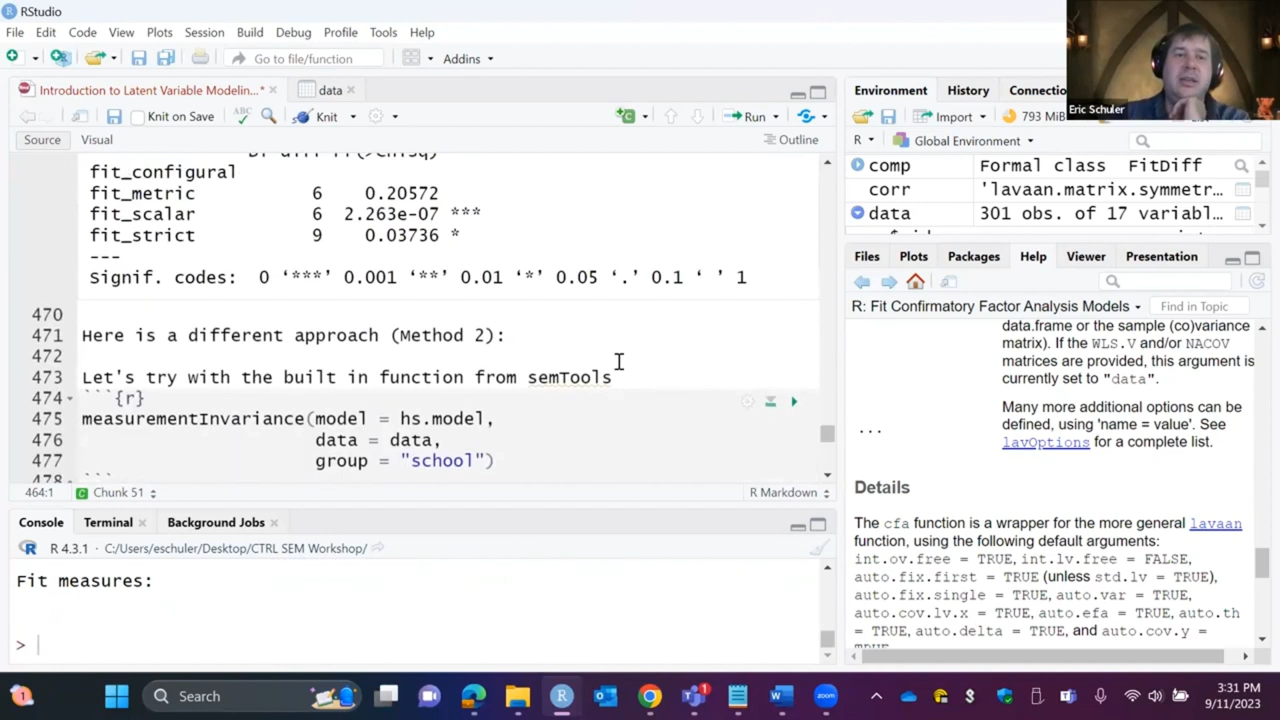 RStudio
File Edit Code View Plots Session Build Debug Profile Tools Help
Go to file/function Addins
Introduction to Latent Variable Modelin...* data
Knit on Save Knit Run
Source Visual Outline
fit_configural
fit_metric 6 0.20572
fit_scalar 6 2.263e-07 ***
fit_strict 9 0.03736 *
---
Signif. codes: 0 ‘***’ 0.001 ‘**’ 0.01 ‘*’ 0.05 ‘.’ 0.1 ‘ ’ 1
470
471 Here is a different approach (Method 2):
472
473 Let's try with the built in function from semTools
474 ```{r}
475 measurementInvariance(model = hs.model,
476 data = data,
477 group = "school")
478 ```
464:1 Chunk 51 R Markdown
Console Terminal Background Jobs
R 4.3.1 · C:/Users/eschuler/Desktop/CTRL SEM Workshop/
Fit measures:
>
Environment History Connectio
Eric Schuler
Import 793 MiB
R Global Environment
comp Formal class FitDiff
corr 'lavaan.matrix.symmetr…
data 301 obs. of 17 variabl…
Files Plots Packages Help Viewer Presentation
R: Fit Confirmatory Factor Analysis Models Find in Topic
data.frame or the sample (co)variance
matrix). If the WLS.V and/or NACOV
matrices are provided, this argument is
currently set to "data".
... Many more additional options can be
defined, using 'name = value'. See
lavOptions for a complete list.
Details
The cfa function is a wrapper for the more general lavaan
function, using the following default arguments:
int.ov.free = TRUE, int.lv.free = FALSE,
auto.fix.first = TRUE (unless std.lv = TRUE),
auto.fix.single = TRUE, auto.var = TRUE,
auto.cov.lv.x = TRUE, auto.efa = TRUE, auto.th
= TRUE, auto.delta = TRUE, and auto.cov.y =
TRUE
1 Search zoom 3:31 PM
9/11/2023